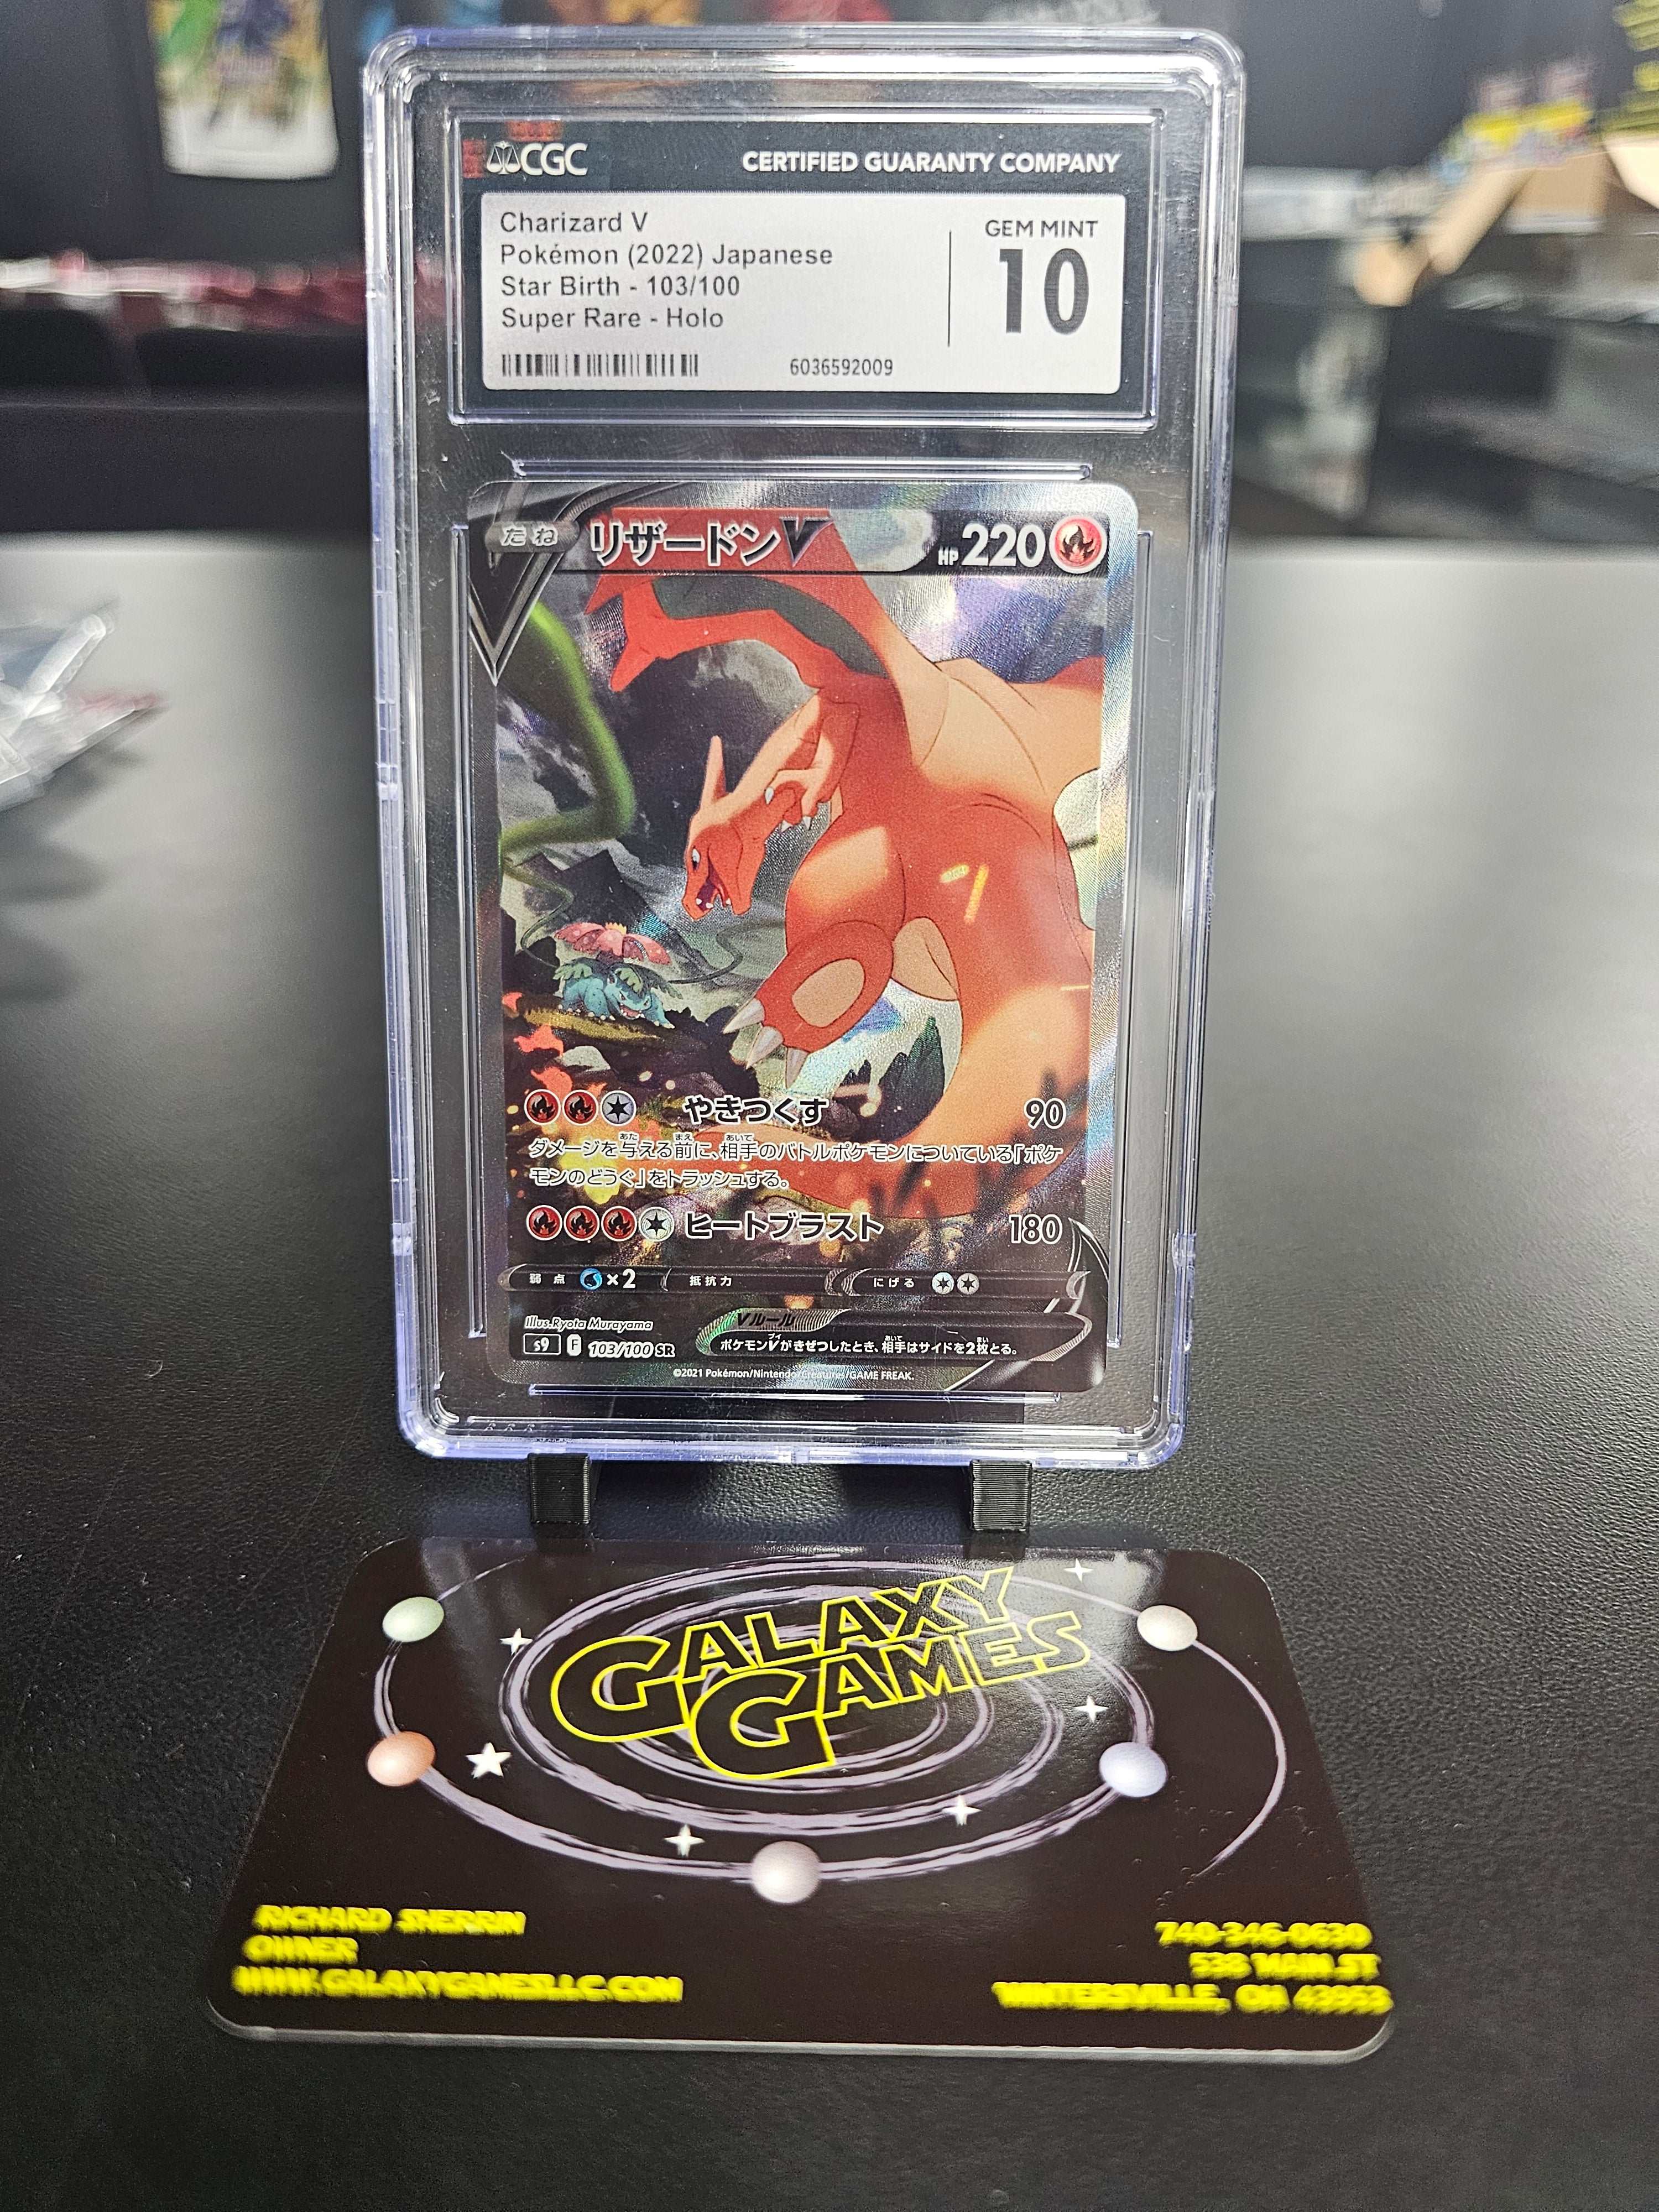 CGC
CERTIFIED GUARANTY COMPANY
Charizard V
Pokémon (2022) Japanese
Star Birth - 103/100
Super Rare - Holo
GEM MINT
10
6036592009
たね
リザードンV
HP220
やきつくす 90
ダメージを与える前に、相手のバトルポケモンについている「ポケ
モンのどうぐ」をトラッシュする。
ヒートブラスト 180
弱点 ×2 抵抗力 にげる
Illus.Ryota Murayama
Vルール
S9 F 103/100 SR
ポケモンVがきぜつしたとき、相手はサイドを2枚とる。
©2021 Pokémon/Nintendo/Creatures/GAME FREAK.
GALAXY
GAMES
RICHARD SHERRIN
OWNER
WWW.GALAXYGAMESLLC.COM
740-346-0630
538 MAIN ST
WINTERSVILLE, OH 43953